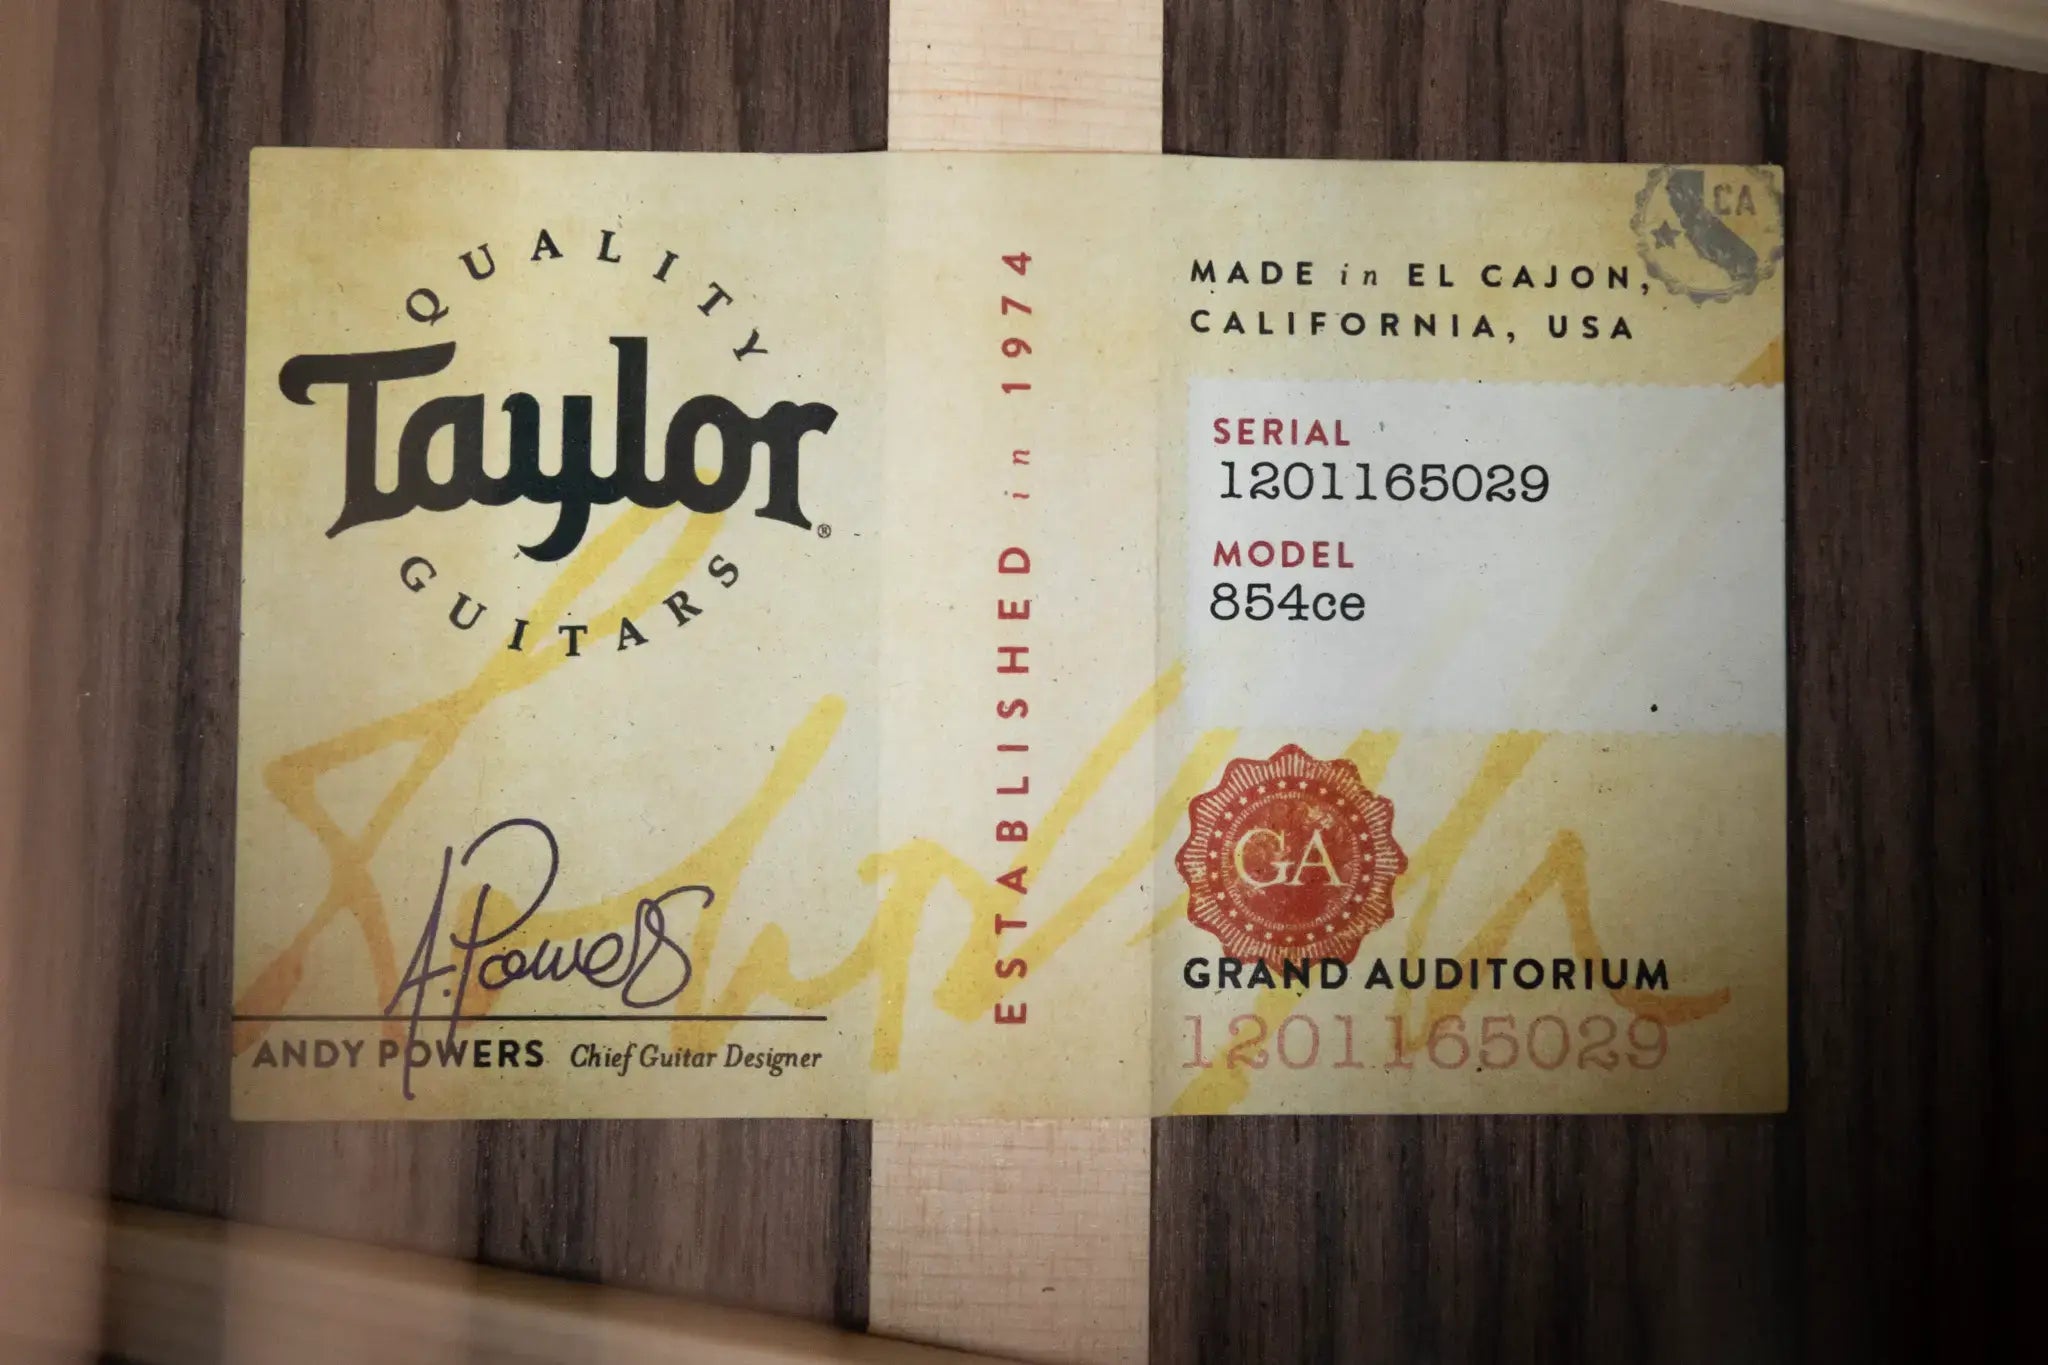 QUALITY
Taylor®
GUITARS
A. Powers
ANDY POWERS Chief Guitar Designer
ESTABLISHED in 1974
CA
MADE in EL CAJON,
CALIFORNIA, USA
SERIAL
1201165029
MODEL
854ce
GA
GRAND AUDITORIUM
1201165029